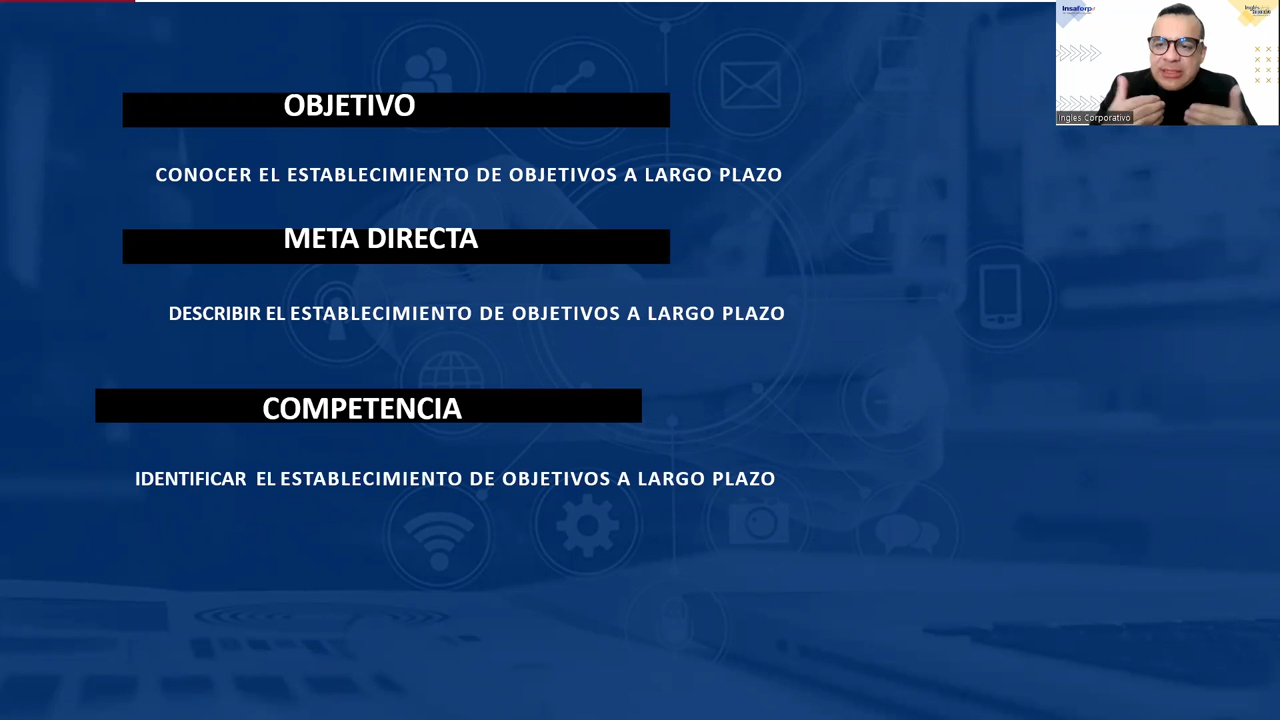 OBJETIVO
CONOCER EL ESTABLECIMIENTO DE OBJETIVOS A LARGO PLAZO
META DIRECTA
DESCRIBIR EL ESTABLECIMIENTO DE OBJETIVOS A LARGO PLAZO
COMPETENCIA
IDENTIFICAR EL ESTABLECIMIENTO DE OBJETIVOS A LARGO PLAZO
Insaforp
Ingles Corporativo